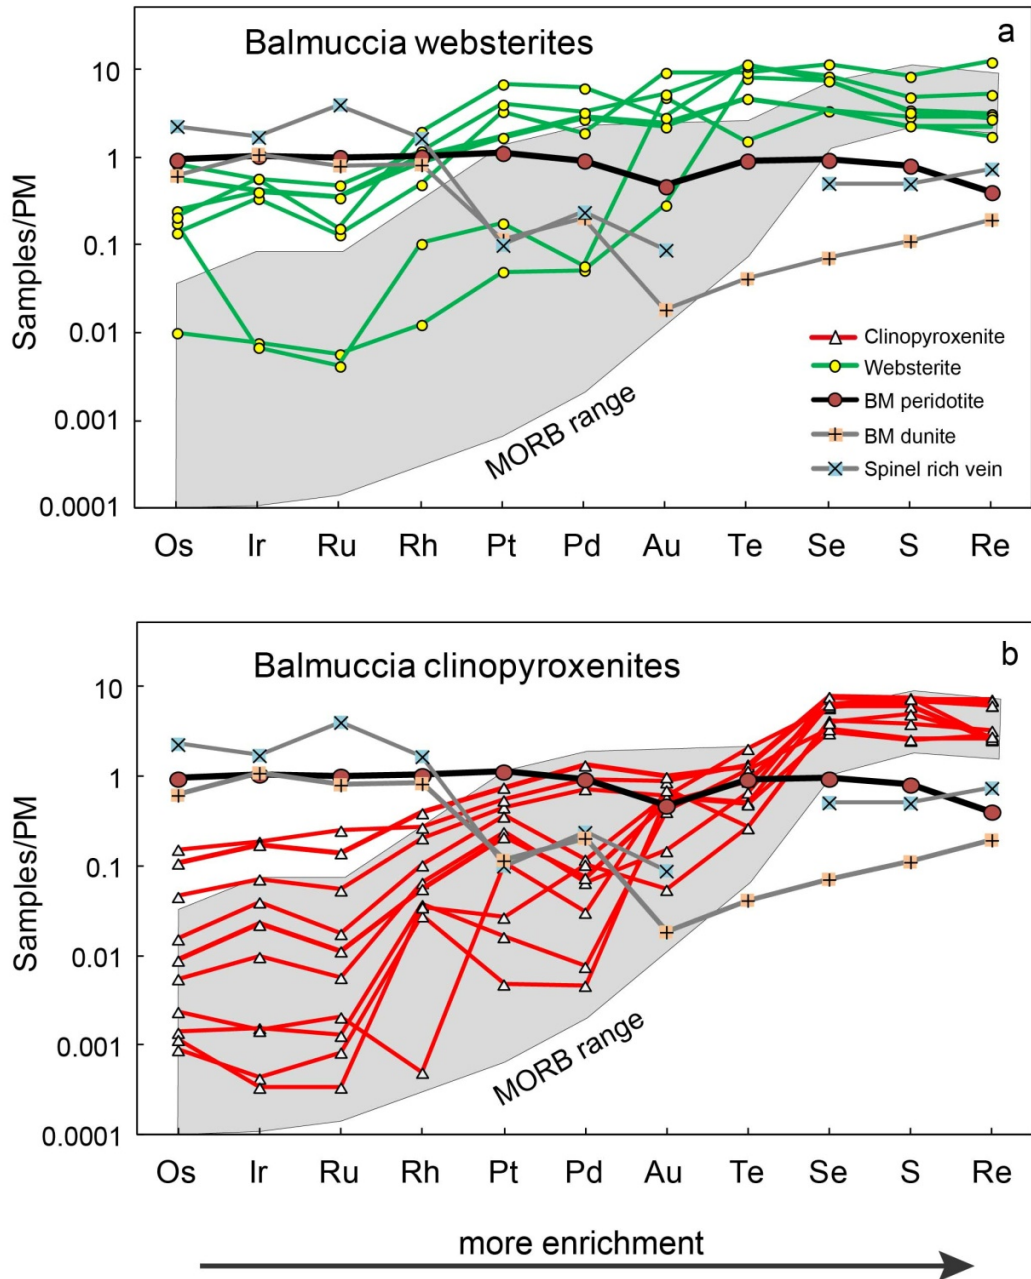 a
Balmuccia websterites
10
1
0.1
0.01
0.001
0.0001
Samples/PM
Clinopyroxenite
Websterite
BM peridotite
BM dunite
Spinel rich vein
MORB range
Os Ir Ru Rh Pt Pd Au Te Se S Re
b
Balmuccia clinopyroxenites
10
1
0.1
0.01
0.001
0.0001
Samples/PM
MORB range
Os Ir Ru Rh Pt Pd Au Te Se S Re
more enrichment